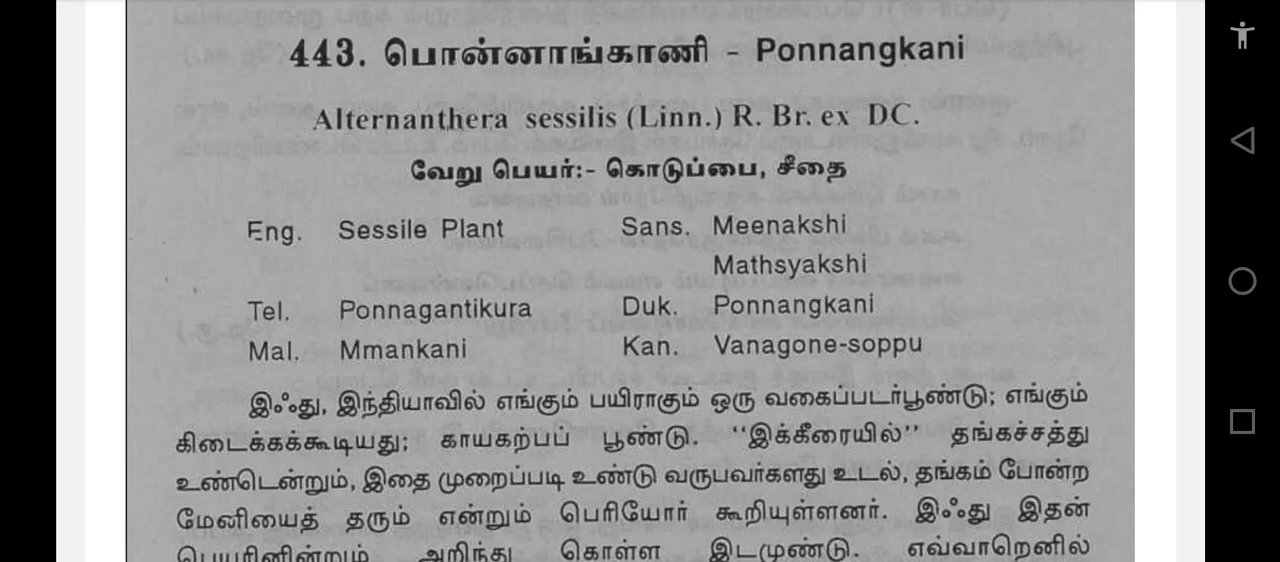 443. பொன்னாங்காணி - Ponnangkani
Alternanthera sessilis (Linn.) R. Br. ex DC.
வேறு பெயர்:- கொடுப்பை, சீதை
Eng. Sessile Plant Sans. Meenakshi
Mathsyakshi
Tel. Ponnagantikura Duk. Ponnangkani
Mal. Mmankani Kan. Vanagone-soppu
இஃது, இந்தியாவில் எங்கும் பயிராகும் ஒரு வகைப்படர்பூண்டு; எங்கும்
கிடைக்கக்கூடியது; காயகற்பப் பூண்டு. “இக்கீரையில்” தங்கச்சத்து
உண்டென்றும், இதை முறைப்படி உண்டு வருபவர்களது உடல், தங்கம் போன்ற
மேனியைத் தரும் என்றும் பெரியோர் கூறியுள்ளனர். இஃது இதன்
பெயரினின்றும் அறிந்து கொள்ள இடமுண்டு. எவ்வாறெனில்